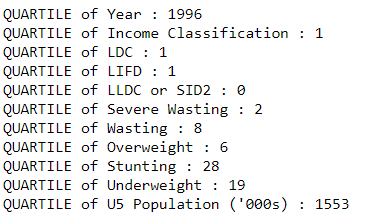 QUARTILE of Year : 1996
QUARTILE of Income Classification : 1
QUARTILE of LDC : 1
QUARTILE of LIFD : 1
QUARTILE of LLDC or SID2 : 0
QUARTILE of Severe Wasting : 2
QUARTILE of Wasting : 8
QUARTILE of Overweight : 6
QUARTILE of Stunting : 28
QUARTILE of Underweight : 19
QUARTILE of U5 Population ('000s) : 1553